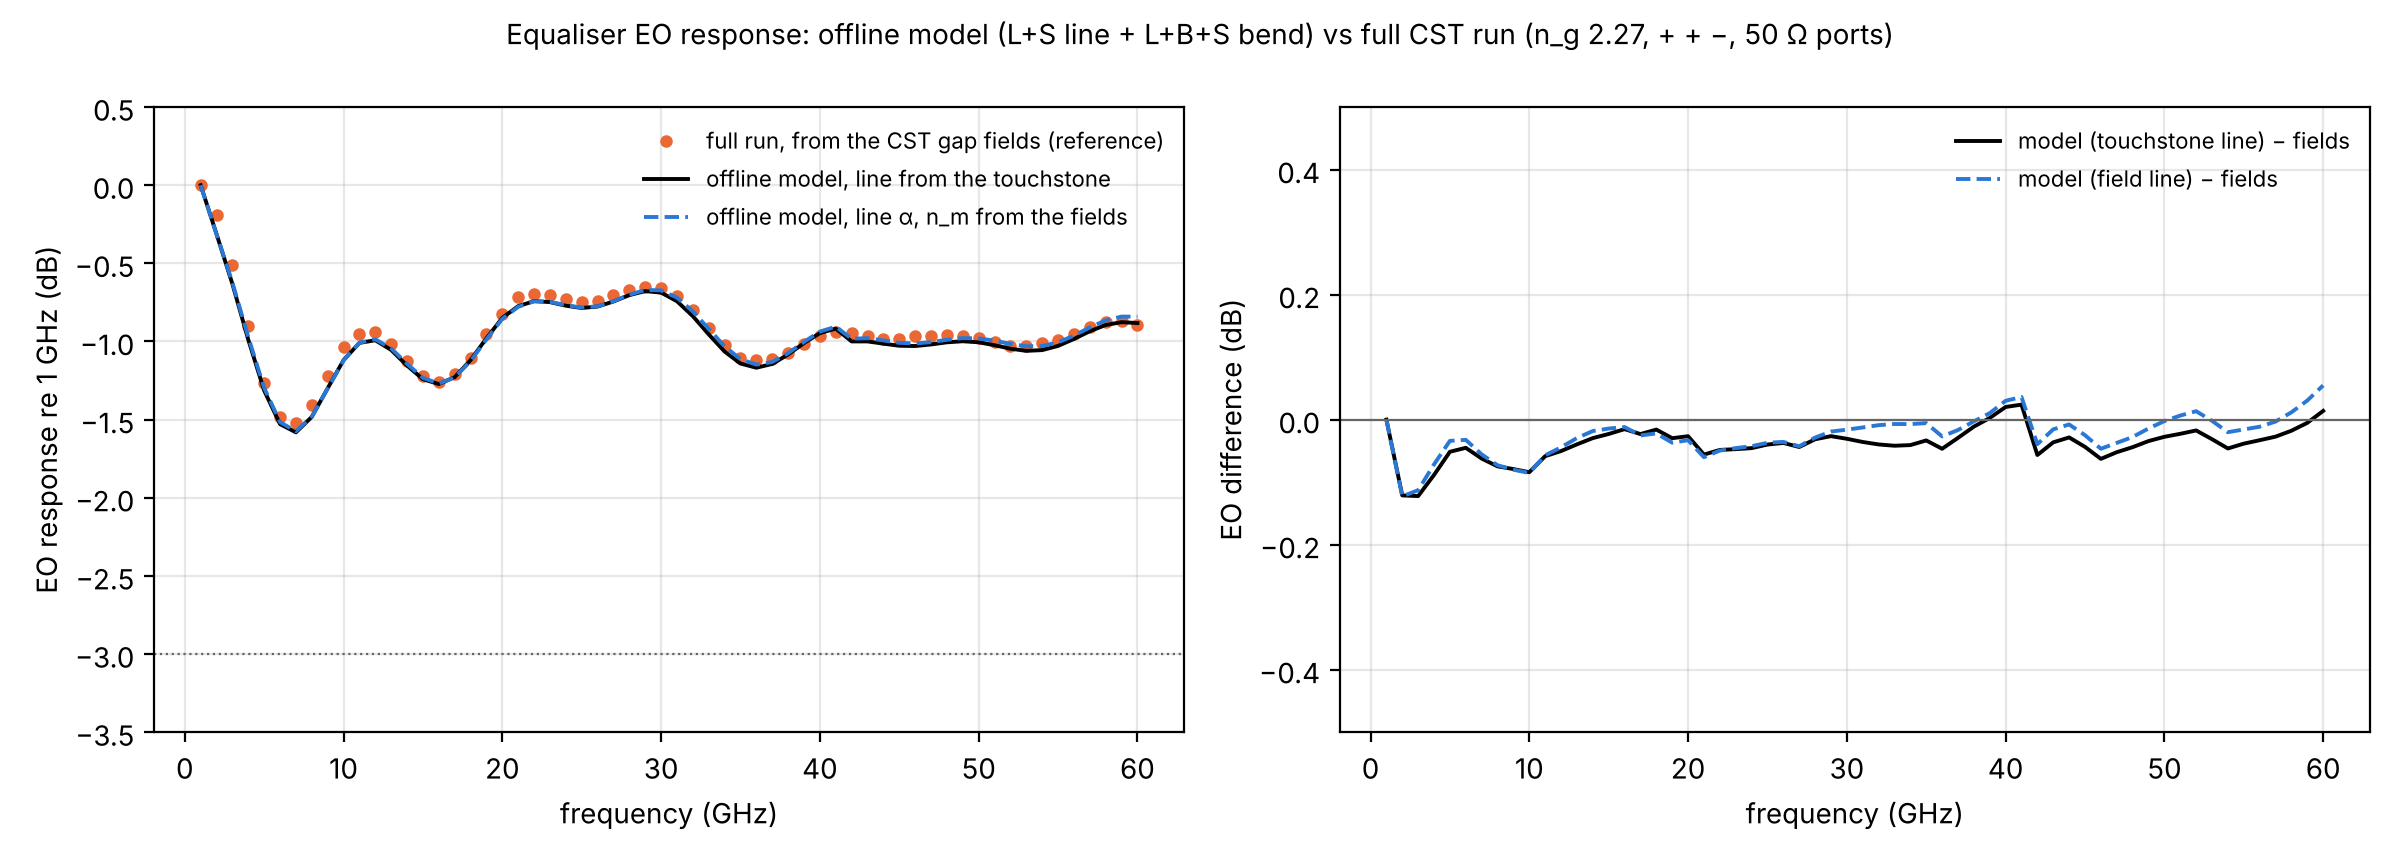 Equaliser EO response: offline model (L+S line + L+B+S bend) vs full CST run (n_g 2.27, + + −, 50 Ω ports)
EO response re 1 GHz (dB)
0.5
0.0
−0.5
−1.0
−1.5
−2.0
−2.5
−3.0
−3.5
full run, from the CST gap fields (reference)
offline model, line from the touchstone
offline model, line α, n_m from the fields
0 10 20 30 40 50 60
frequency (GHz)
EO difference (dB)
0.4
0.2
0.0
−0.2
−0.4
model (touchstone line) − fields
model (field line) − fields
0 10 20 30 40 50 60
frequency (GHz)